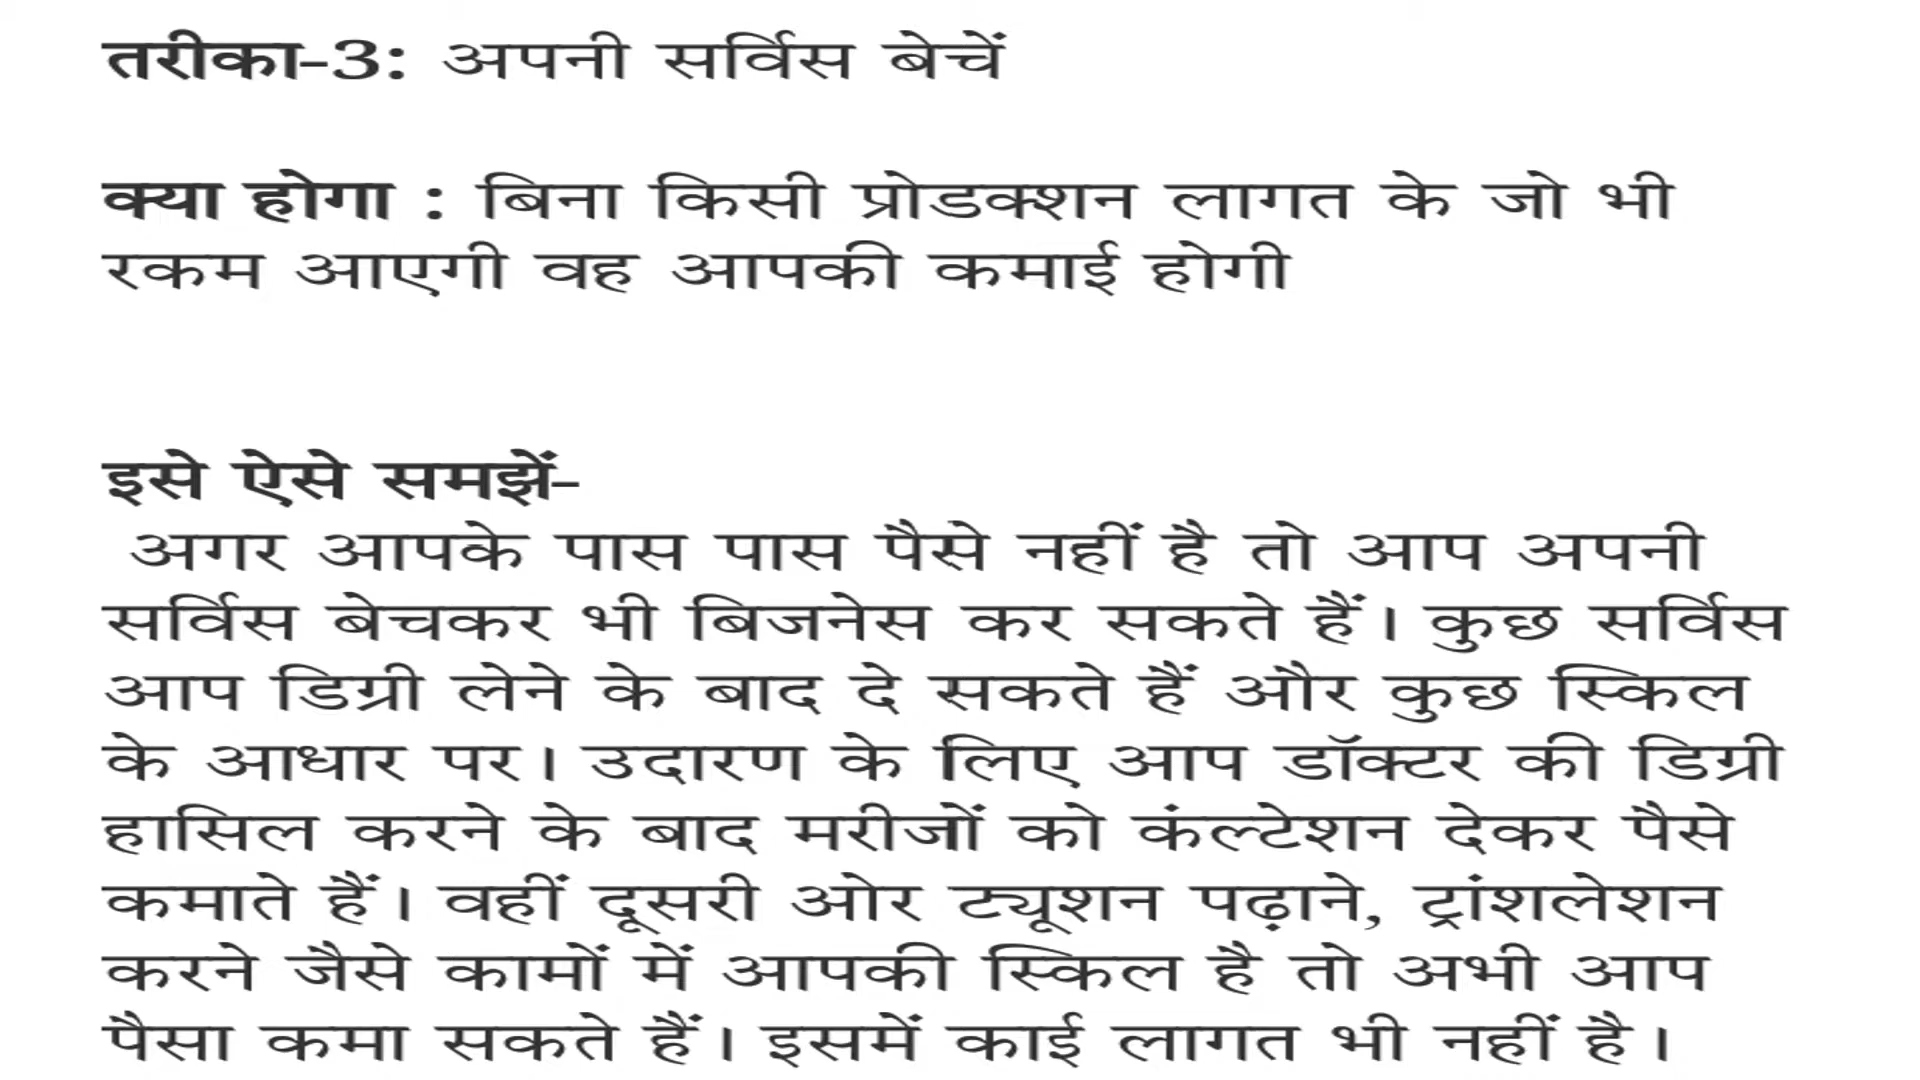 तरीका-3: अपनी सर्विस बेचें
क्या होगा : बिना किसी प्रोडक्शन लागत के जो भी
रकम आएगी वह आपकी कमाई होगी
इसे ऐसे समझें-
अगर आपके पास पास पैसे नहीं है तो आप अपनी
सर्विस बेचकर भी बिजनेस कर सकते हैं। कुछ सर्विस
आप डिग्री लेने के बाद दे सकते हैं और कुछ स्किल
के आधार पर। उदारण के लिए आप डॉक्टर की डिग्री
हासिल करने के बाद मरीजों को कंल्टेशन देकर पैसे
कमाते हैं। वहीं दूसरी ओर ट्यूशन पढ़ाने, ट्रांशलेशन
करने जैसे कामों में आपकी स्किल है तो अभी आप
पैसा कमा सकते हैं। इसमें काई लागत भी नहीं है।